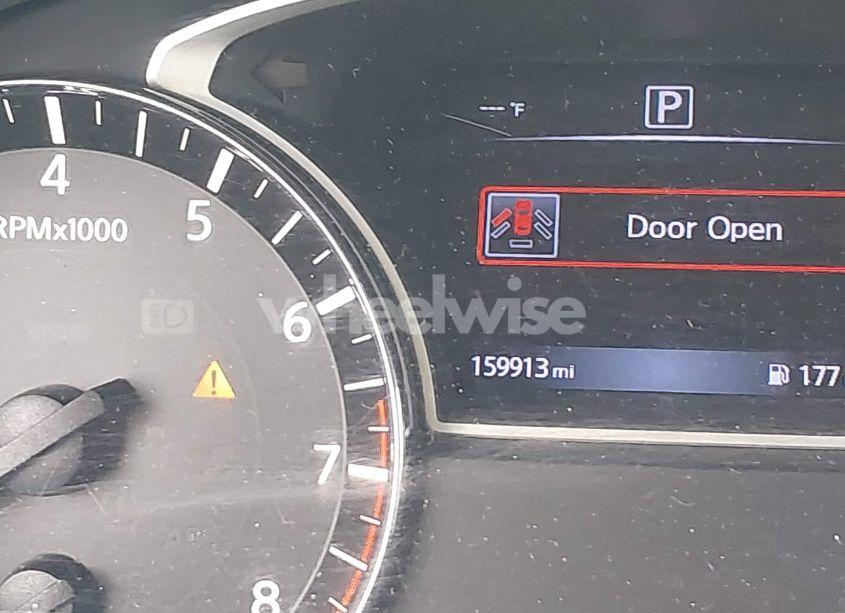 --- °F
P
4
5
RPMx1000
Door Open
6
wheelwise
159913 mi
177
7
8